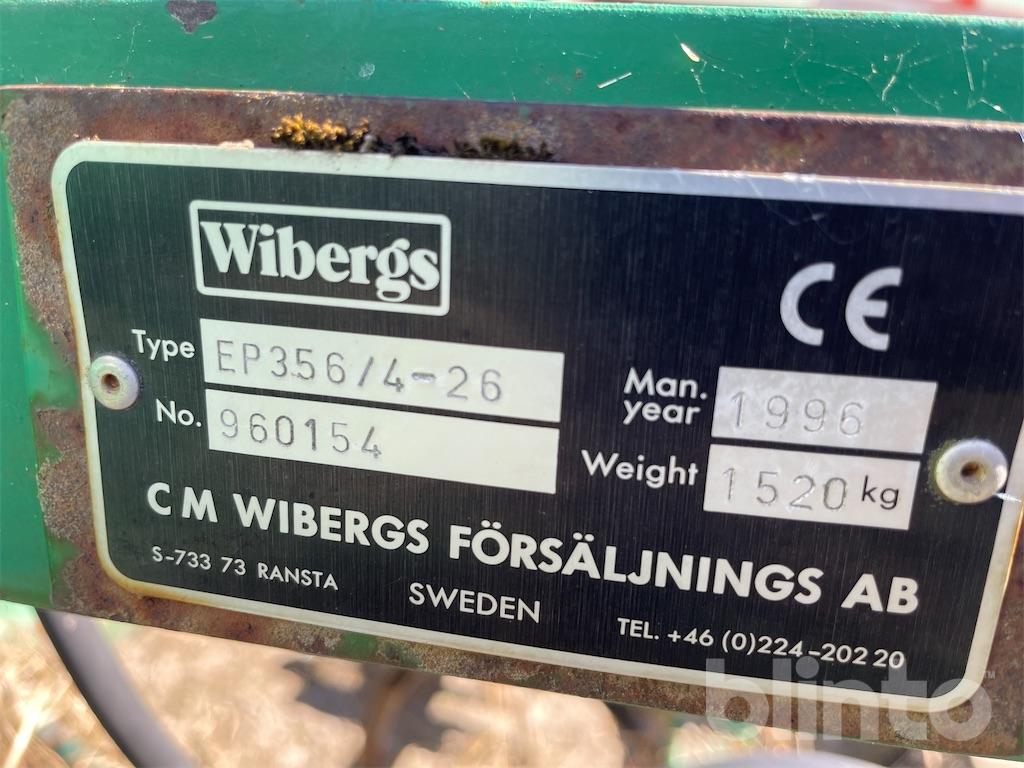 Wibergs
CE
Type EP356/4-26
No. 960154
Man. year 1996
Weight 1520 kg
C M WIBERGS FÖRSÄLJNINGS AB
S-733 73 RANSTA
SWEDEN
TEL. +46 (0)224-202 20
blinto™